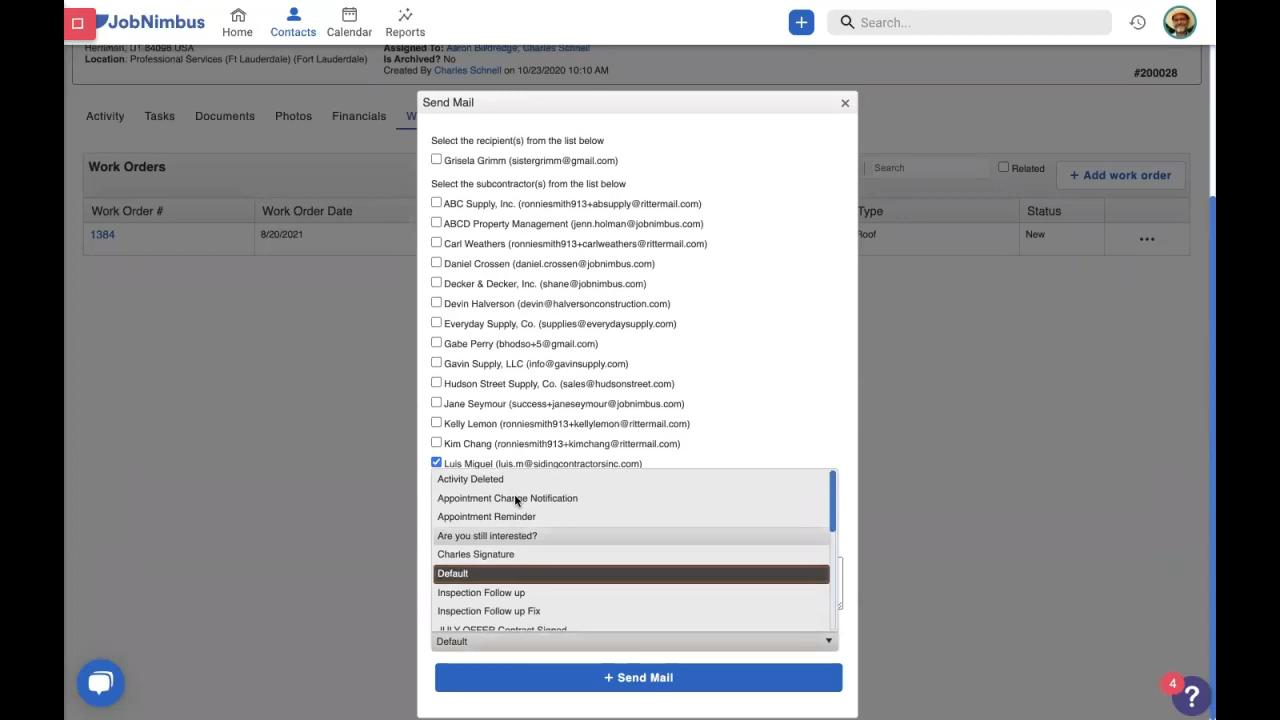 JobNimbus
Home
Contacts
Calendar
Reports
+
Search...
Herriman, UT 84096 USA
Assigned To: Aaron Buldredge, Charles Schnell
Location: Professional Services (Ft Lauderdale) (Fort Lauderdale)
Is Archived? No
Created By Charles Schnell on 10/23/2020 10:10 AM
#200028
Activity
Tasks
Documents
Photos
Financials
W
Work Orders
Search
Related
+ Add work order
Work Order #
Work Order Date
Type
Status
1384
8/20/2021
Roof
New
Send Mail
Select the recipient(s) from the list below
Grisela Grimm (sistergrimm@gmail.com)
Select the subcontractor(s) from the list below
ABC Supply, Inc. (ronniesmith913+absupply@rittermail.com)
ABCD Property Management (jenn.holman@jobnimbus.com)
Carl Weathers (ronniesmith913+carlweathers@rittermail.com)
Daniel Crossen (daniel.crossen@jobnimbus.com)
Decker & Decker, Inc. (shane@jobnimbus.com)
Devin Halverson (devin@halversonconstruction.com)
Everyday Supply, Co. (supplies@everydaysupply.com)
Gabe Perry (bhodso+5@gmail.com)
Gavin Supply, LLC (info@gavinsupply.com)
Hudson Street Supply, Co. (sales@hudsonstreet.com)
Jane Seymour (success+janeseymour@jobnimbus.com)
Kelly Lemon (ronniesmith913+kellylemon@rittermail.com)
Kim Chang (ronniesmith913+kimchang@rittermail.com)
Luis Miguel (luis.m@sidingcontractorsinc.com)
Activity Deleted
Appointment Change Notification
Appointment Reminder
Are you still interested?
Charles Signature
Default
Inspection Follow up
Inspection Follow up Fix
JULY OFFER Contract Signed
Default
+ Send Mail
4
?